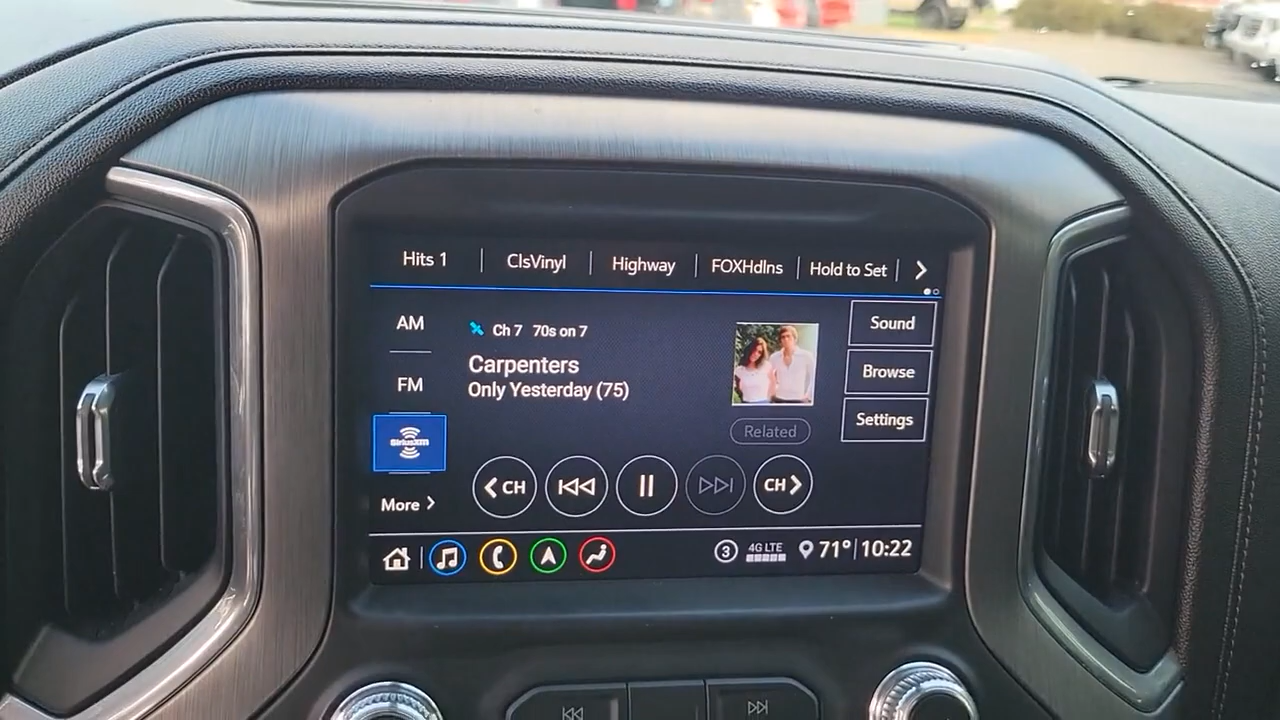 Hits 1
ClsVinyl
Highway
FOXHdlns
Hold to Set
AM
FM
SiriusXM
More
Ch 7 70s on 7
Carpenters
Only Yesterday (75)
Related
Sound
Browse
Settings
CH
CH
3
4G LTE
71° 10:22